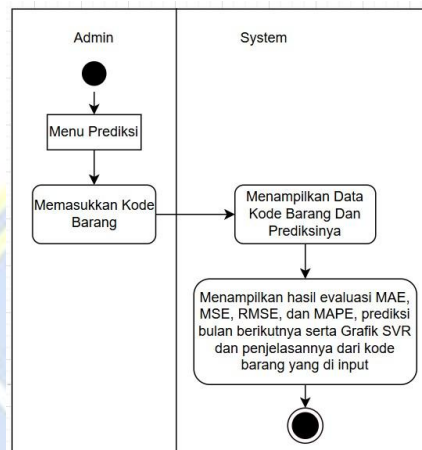 Admin
System
Menu Prediksi
Memasukkan Kode
Barang
Menampilkan Data
Kode Barang Dan
Prediksinya
Menampilkan hasil evaluasi MAE,
MSE, RMSE, dan MAPE, prediksi
bulan berikutnya serta Grafik SVR
dan penjelasannya dari kode
barang yang di input